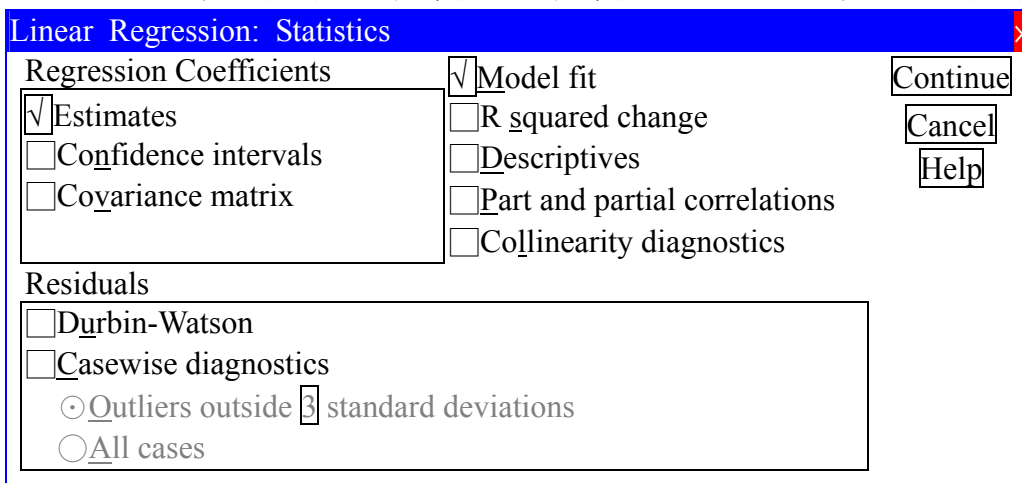 Linear Regression: Statistics x
Regression Coefficients
√ Estimates
Confidence intervals
Covariance matrix
√ Model fit
R squared change
Descriptives
Part and partial correlations
Collinearity diagnostics
Continue
Cancel
Help
Residuals
Durbin-Watson
Casewise diagnostics
Outliers outside 3 standard deviations
All cases